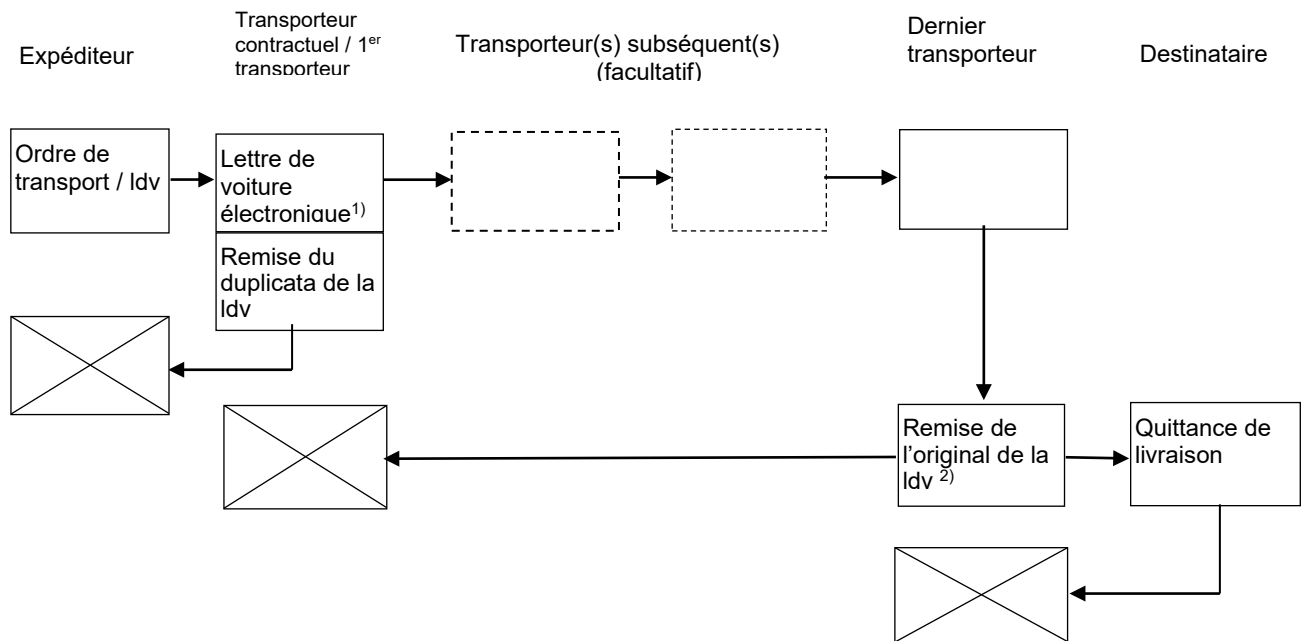 Expéditeur
Transporteur
contractuel / 1er
transporteur
Transporteur(s) subséquent(s)
(facultatif)
Dernier
transporteur
Destinataire
Ordre de
transport / ldv
Lettre de
voiture
électronique1)
Remise du
duplicata de la
ldv
Remise de
l’original de la
ldv 2)
Quittance de
livraison